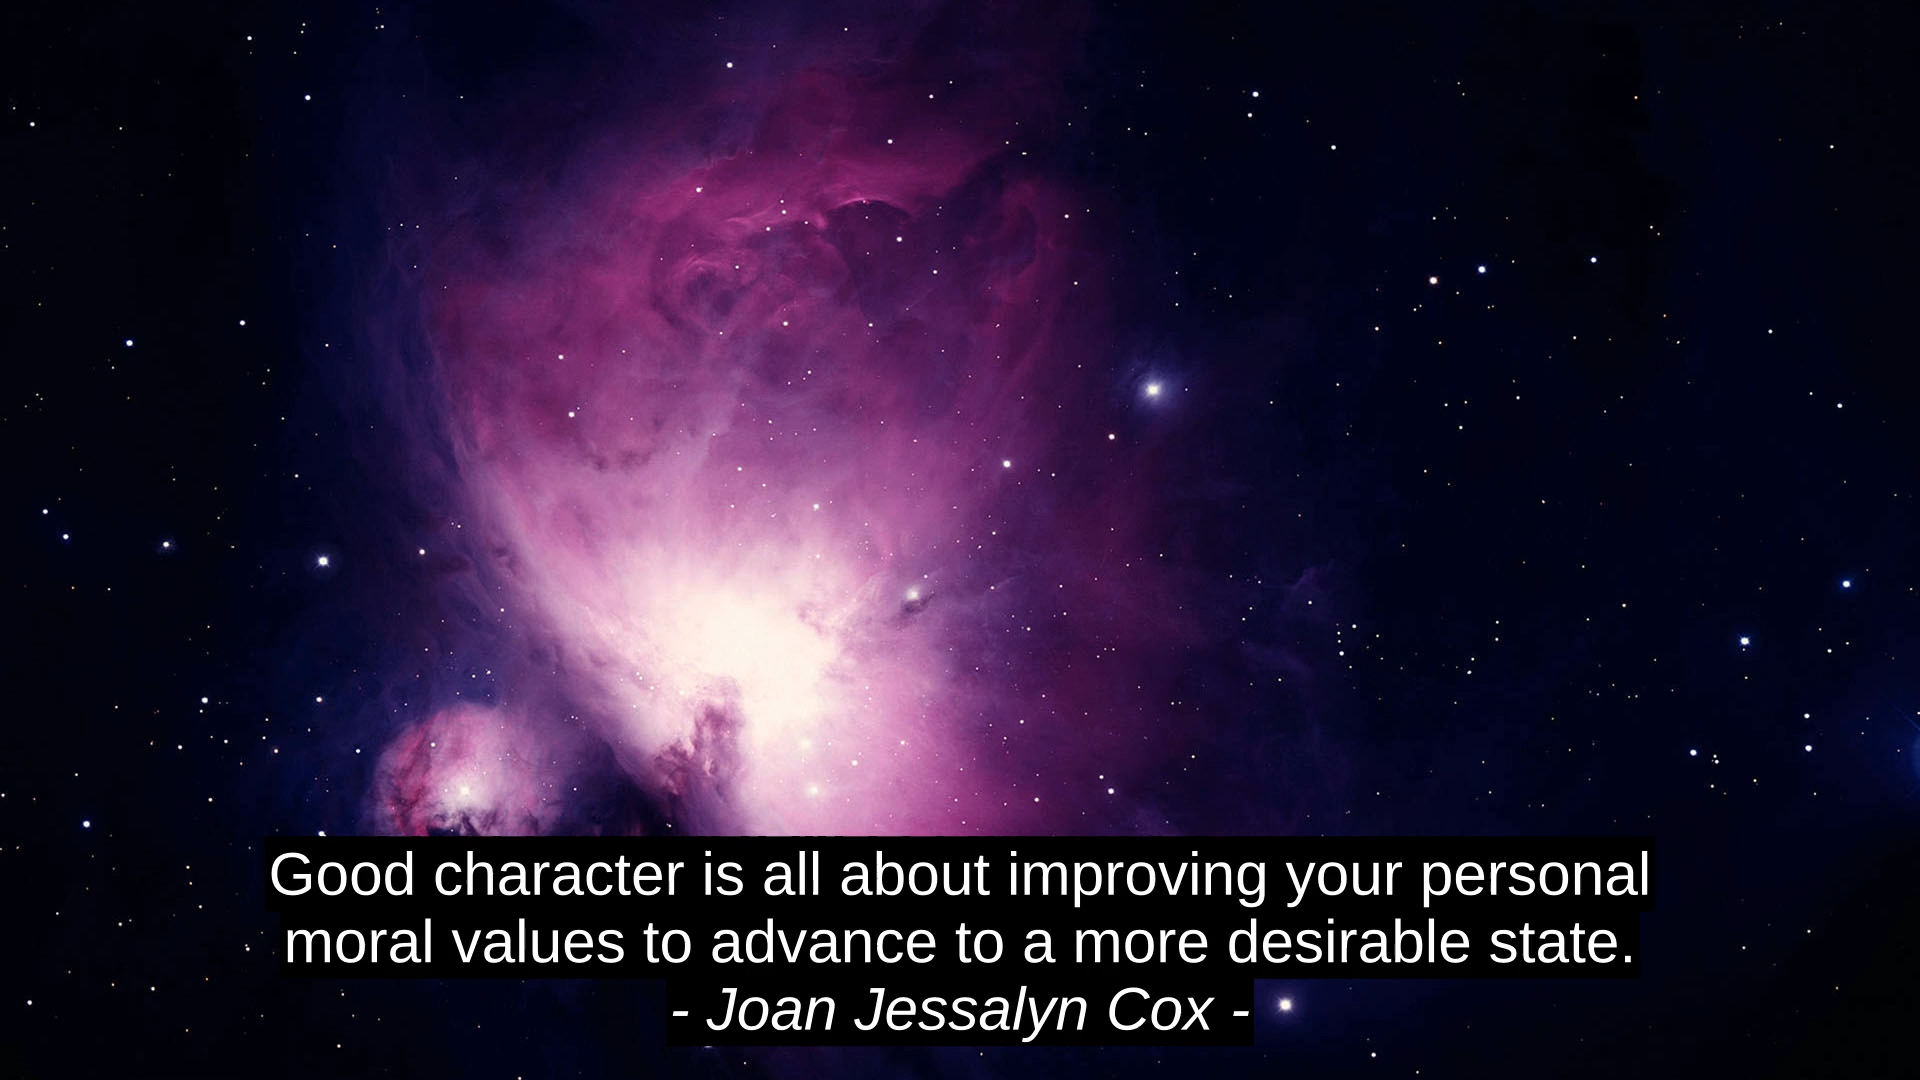 Good character is all about improving your personal
moral values to advance to a more desirable state.
- Joan Jessalyn Cox -